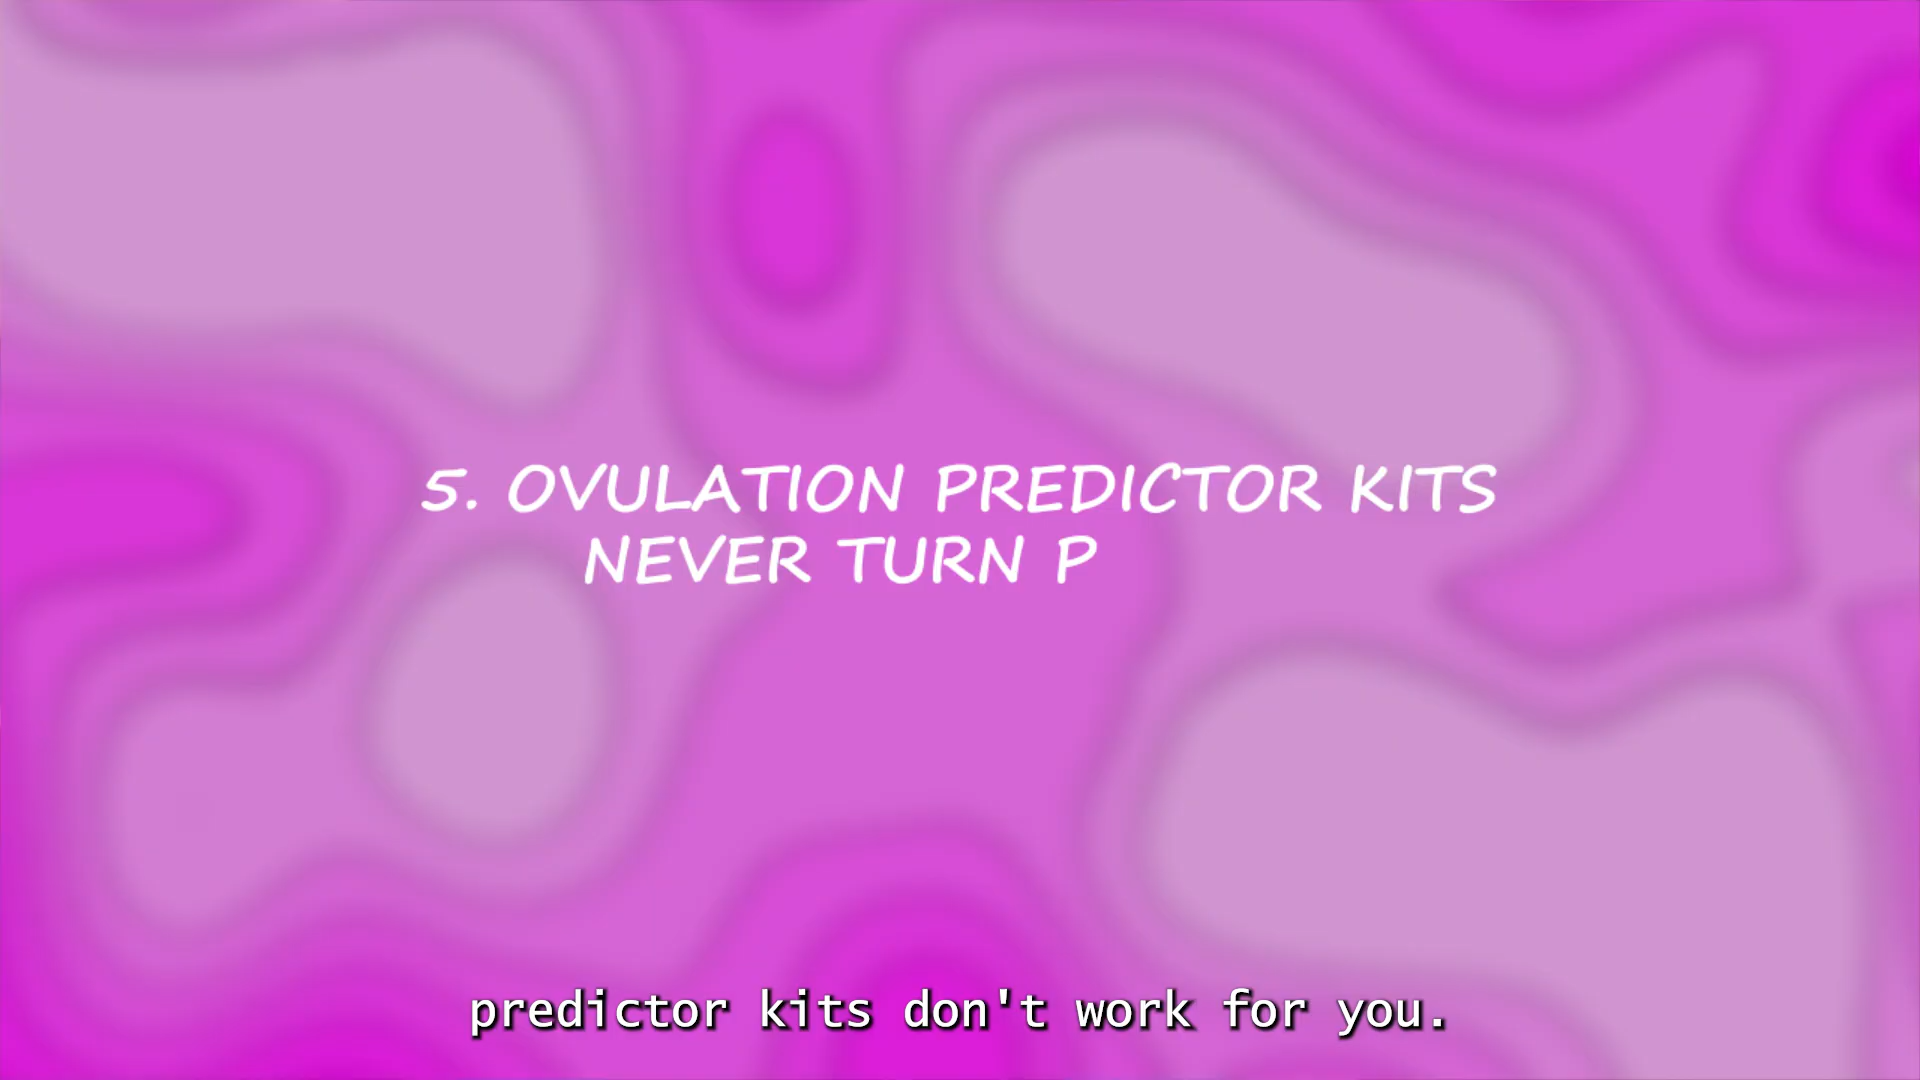 5. OVULATION PREDICTOR KITS
NEVER TURN P
predictor kits don't work for you.